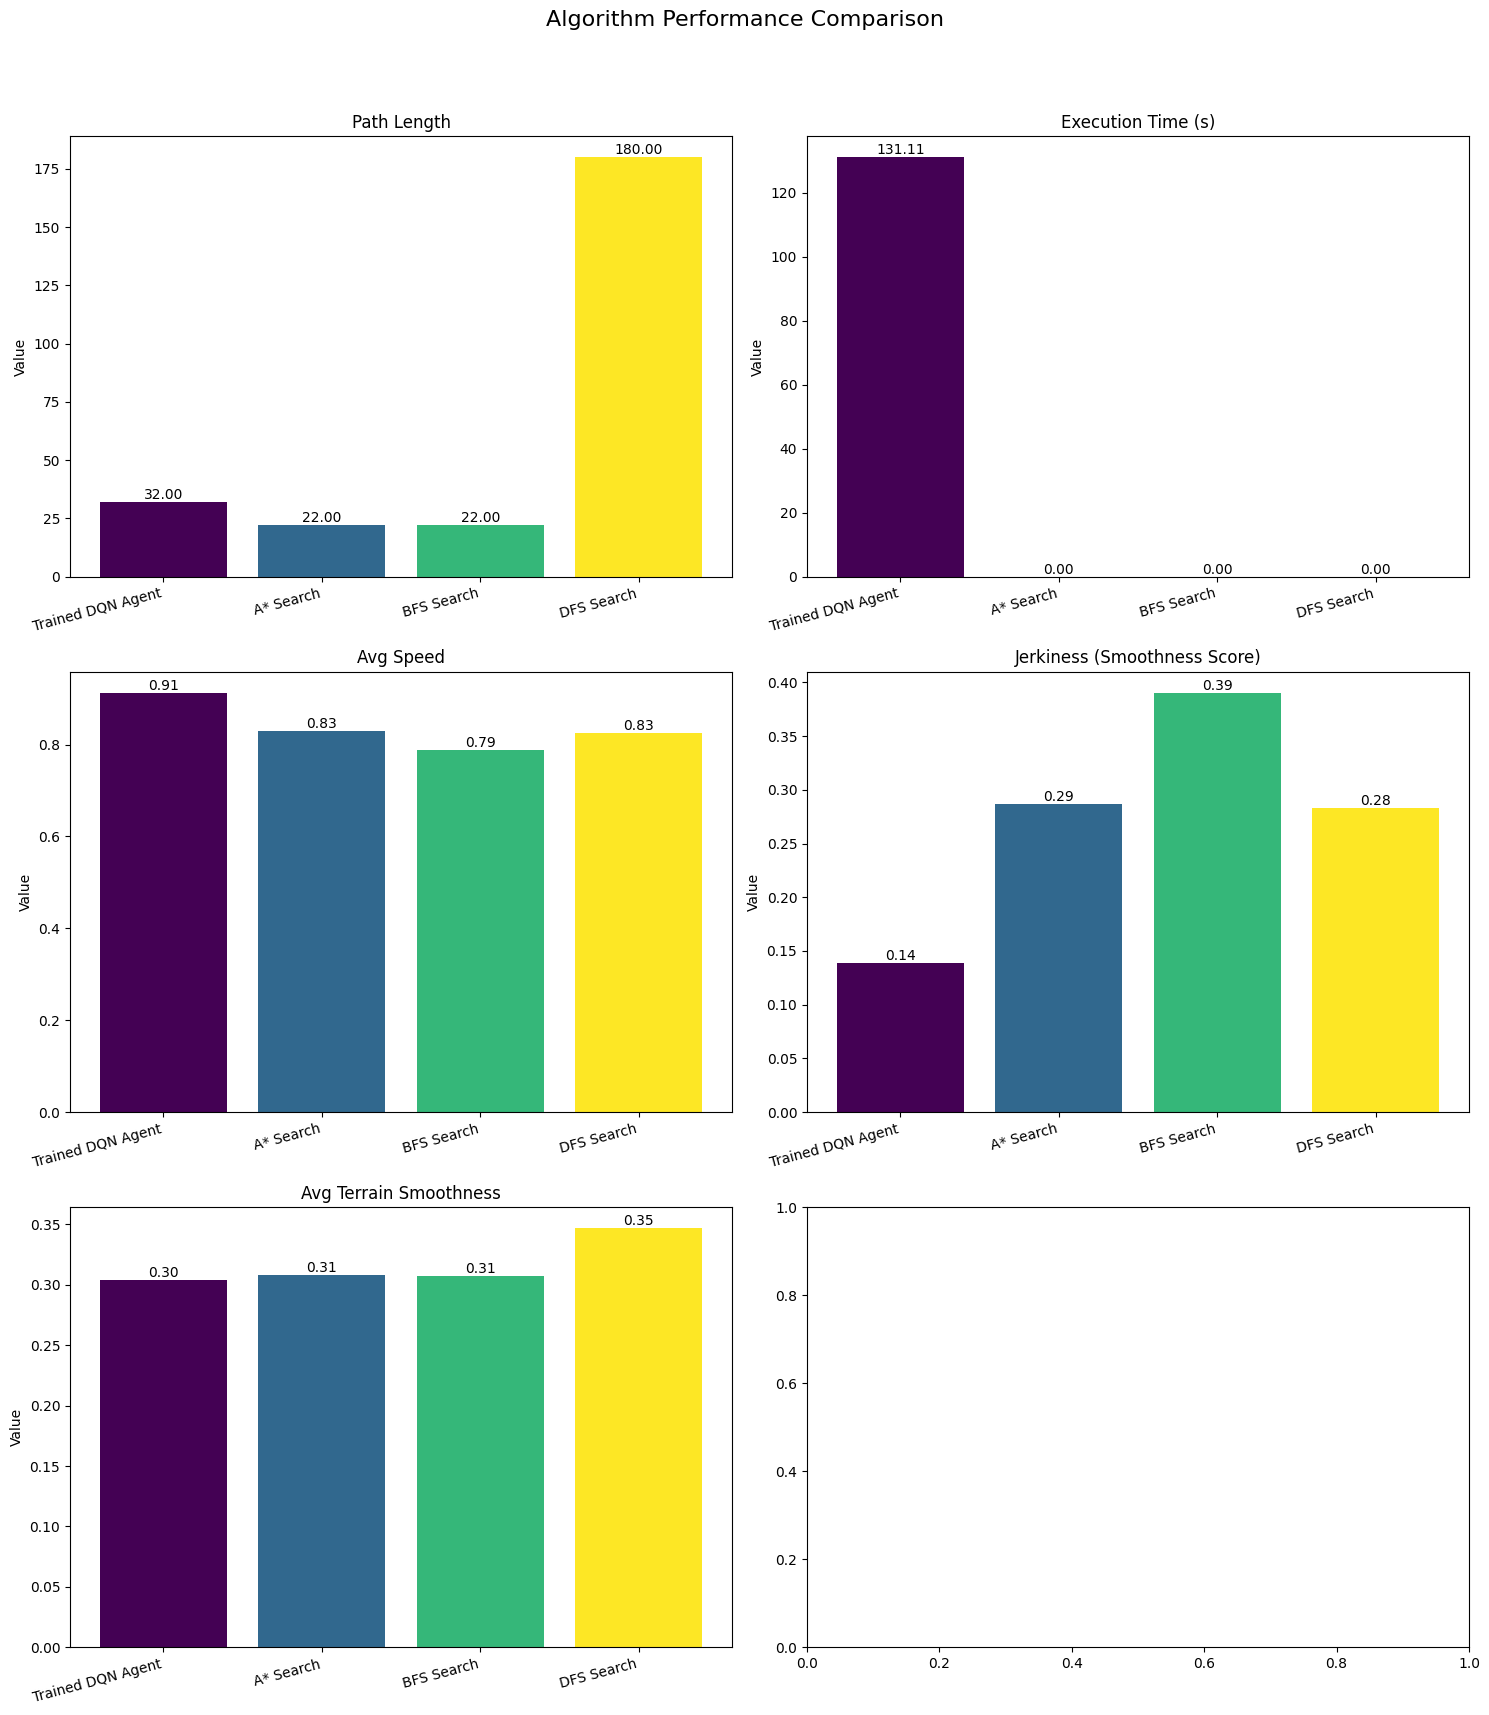 Algorithm Performance Comparison
Path Length
Value
175
150
125
100
75
50
25
0
180.00
32.00
22.00
22.00
Trained DQN Agent
A* Search
BFS Search
DFS Search
Execution Time (s)
Value
120
100
80
60
40
20
0
131.11
0.00
0.00
0.00
Trained DQN Agent
A* Search
BFS Search
DFS Search
Avg Speed
Value
0.8
0.6
0.4
0.2
0.0
0.91
0.83
0.79
0.83
Trained DQN Agent
A* Search
BFS Search
DFS Search
Jerkiness (Smoothness Score)
Value
0.40
0.35
0.30
0.25
0.20
0.15
0.10
0.05
0.00
0.14
0.29
0.39
0.28
Trained DQN Agent
A* Search
BFS Search
DFS Search
Avg Terrain Smoothness
Value
0.35
0.30
0.25
0.20
0.15
0.10
0.05
0.00
0.30
0.31
0.31
0.35
Trained DQN Agent
A* Search
BFS Search
DFS Search
1.0
0.8
0.6
0.4
0.2
0.0
0.0
0.2
0.4
0.6
0.8
1.0